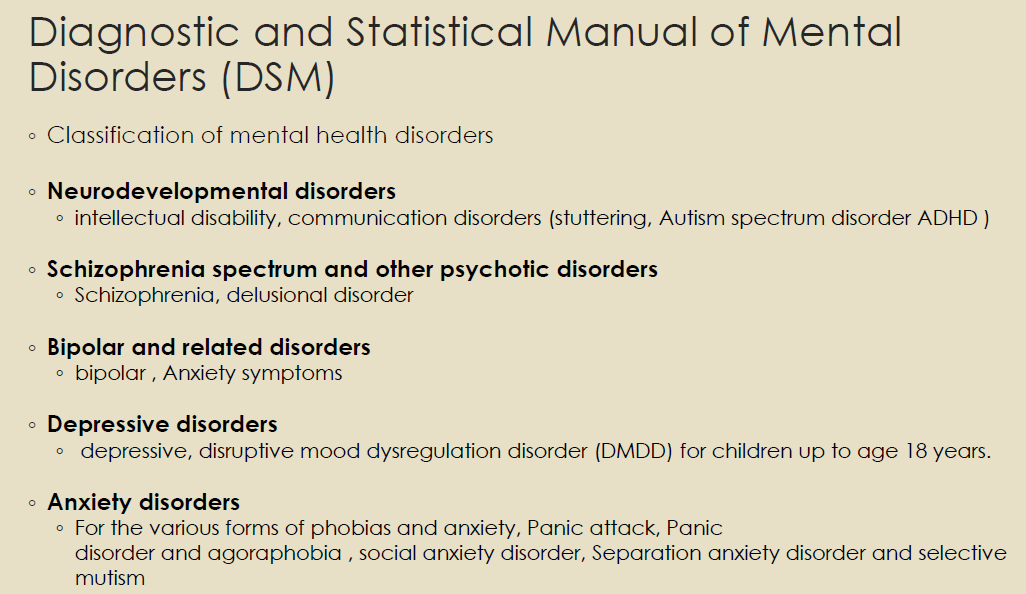 Diagnostic and Statistical Manual of Mental
Disorders (DSM)
◦ Classification of mental health disorders
◦ Neurodevelopmental disorders
◦ intellectual disability, communication disorders (stuttering, Autism spectrum disorder ADHD )
◦ Schizophrenia spectrum and other psychotic disorders
◦ Schizophrenia, delusional disorder
◦ Bipolar and related disorders
◦ bipolar , Anxiety symptoms
◦ Depressive disorders
◦ depressive, disruptive mood dysregulation disorder (DMDD) for children up to age 18 years.
◦ Anxiety disorders
◦ For the various forms of phobias and anxiety, Panic attack, Panic
disorder and agoraphobia , social anxiety disorder, Separation anxiety disorder and selective
mutism